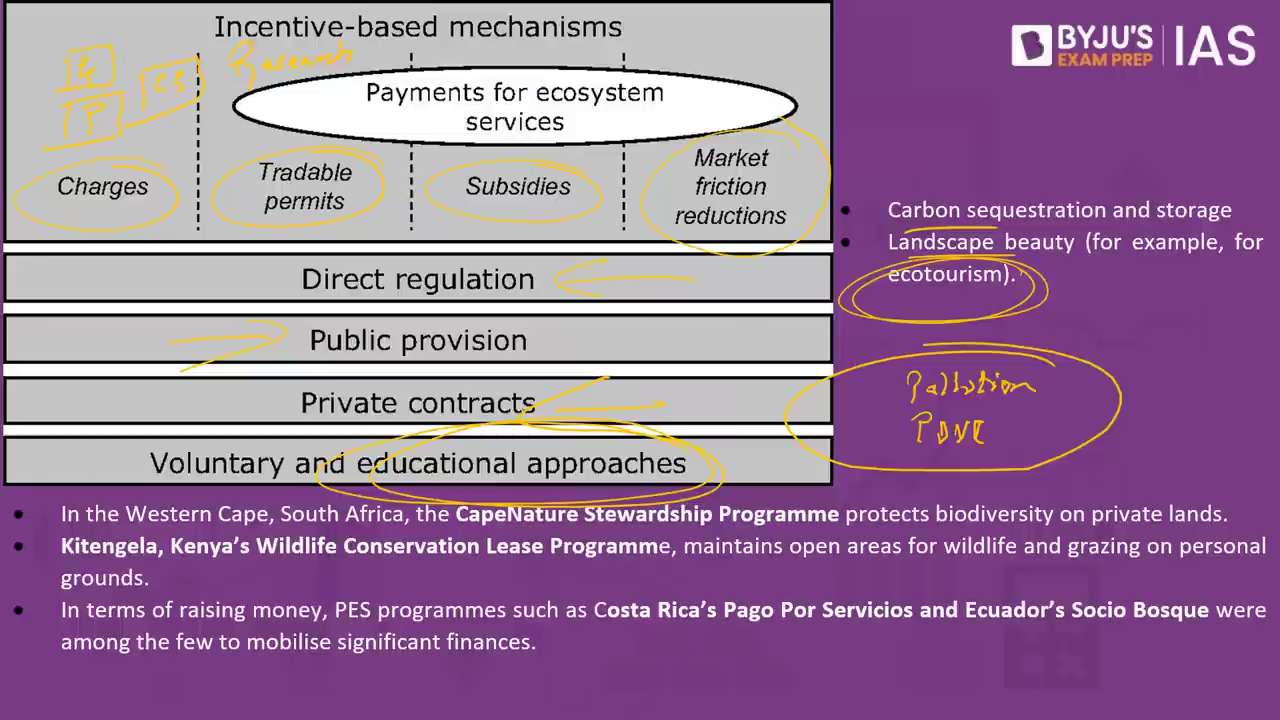 Incentive-based mechanisms
BYJU'S
EXAM PREP
IAS
Research
CS
P
Payments for ecosystem
services
Charges
Tradable
permits
Subsidies
Market
friction
reductions
• Carbon sequestration and storage
• Landscape beauty (for example, for
ecotourism).
Direct regulation
Public provision
Private contracts
Voluntary and educational approaches
Pollution
• In the Western Cape, South Africa, the CapeNature Stewardship Programme protects biodiversity on private lands.
• Kitengela, Kenya's Wildlife Conservation Lease Programme, maintains open areas for wildlife and grazing on personal
grounds.
• In terms of raising money, PES programmes such as Costa Rica's Pago Por Servicios and Ecuador's Socio Bosque were
among the few to mobilise significant finances.